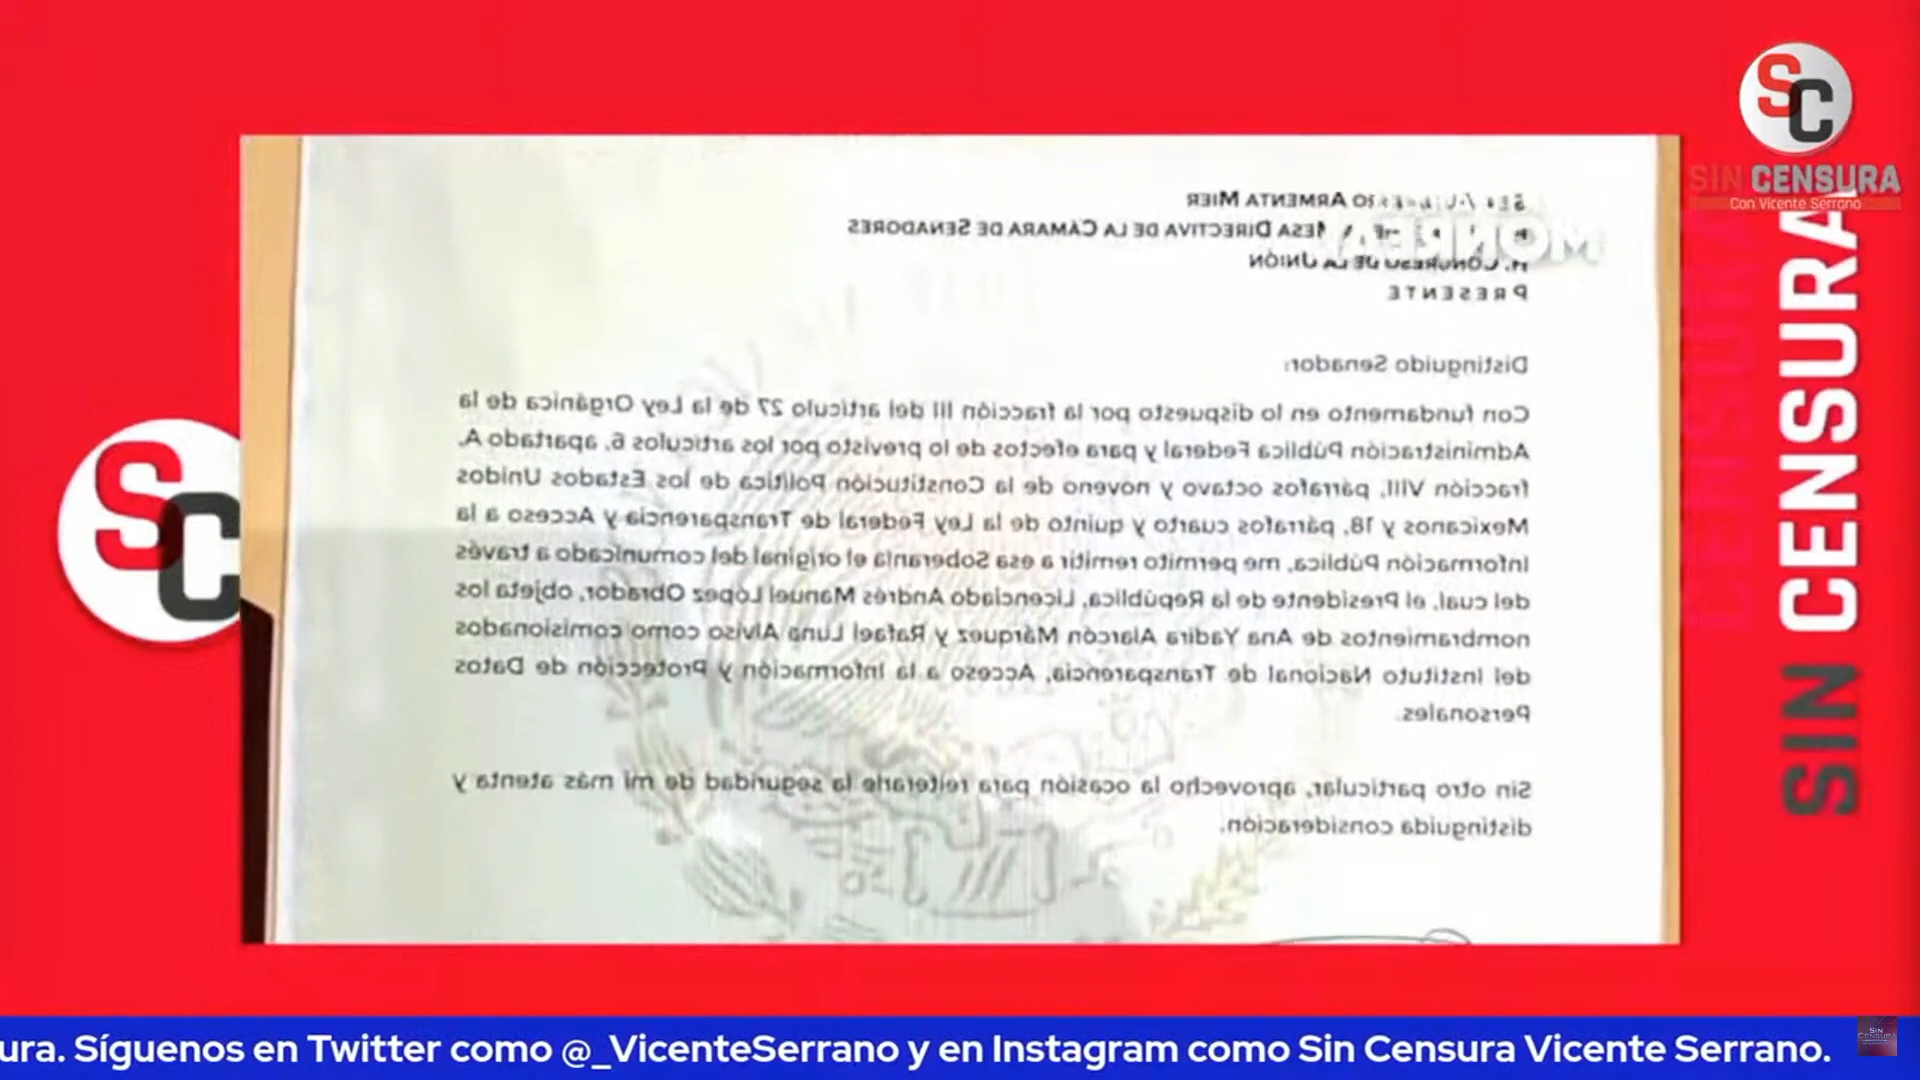 SC
SIN CENSURA
Con Vicente Serrano
ARMENTA MIER
MESA DIRECTIVA DE LA CÁMARA DE SENADORES
H. CONGRESO DE LA UNIÓN
PRESENTE
MONREAL
Distinguido Senador:
Con fundamento en lo dispuesto por la fracción III del artículo 27 de la Ley Orgánica de la
Administración Pública Federal y para efectos de lo previsto por los artículos 6, apartado A,
fracción VIII, párrafos octavo y noveno de la Constitución Política de los Estados Unidos
Mexicanos y 18, párrafos cuarto y quinto de la Ley Federal de Transparencia y Acceso a la
Información Pública, me permito remitir a esa Soberanía el original del comunicado a través
del cual, el Presidente de la República, Licenciado Andrés Manuel López Obrador, objeta los
nombramientos de Ana Yadira Alarcón Márquez y Rafael Luna Alviso como comisionados
del Instituto Nacional de Transparencia, Acceso a la Información y Protección de Datos
Personales.
Sin otro particular, aprovecho la ocasión para reiterarle la seguridad de mi más atenta y
distinguida consideración.
SC
SIN CENSURA
ura. Síguenos en Twitter como @_VicenteSerrano y en Instagram como Sin Censura Vicente Serrano.
SIN
CENSURA